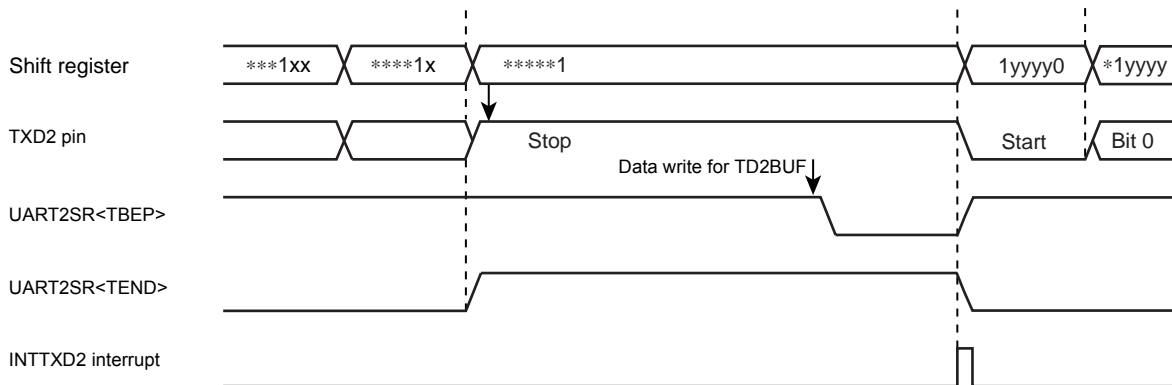 Shift register ***1xx ****1x *****1 1yyyy0 *1yyyy
TXD2 pin Stop Start Bit 0
Data write for TD2BUF
UART2SR<TBEP>
UART2SR<TEND>
INTTXD2 interrupt